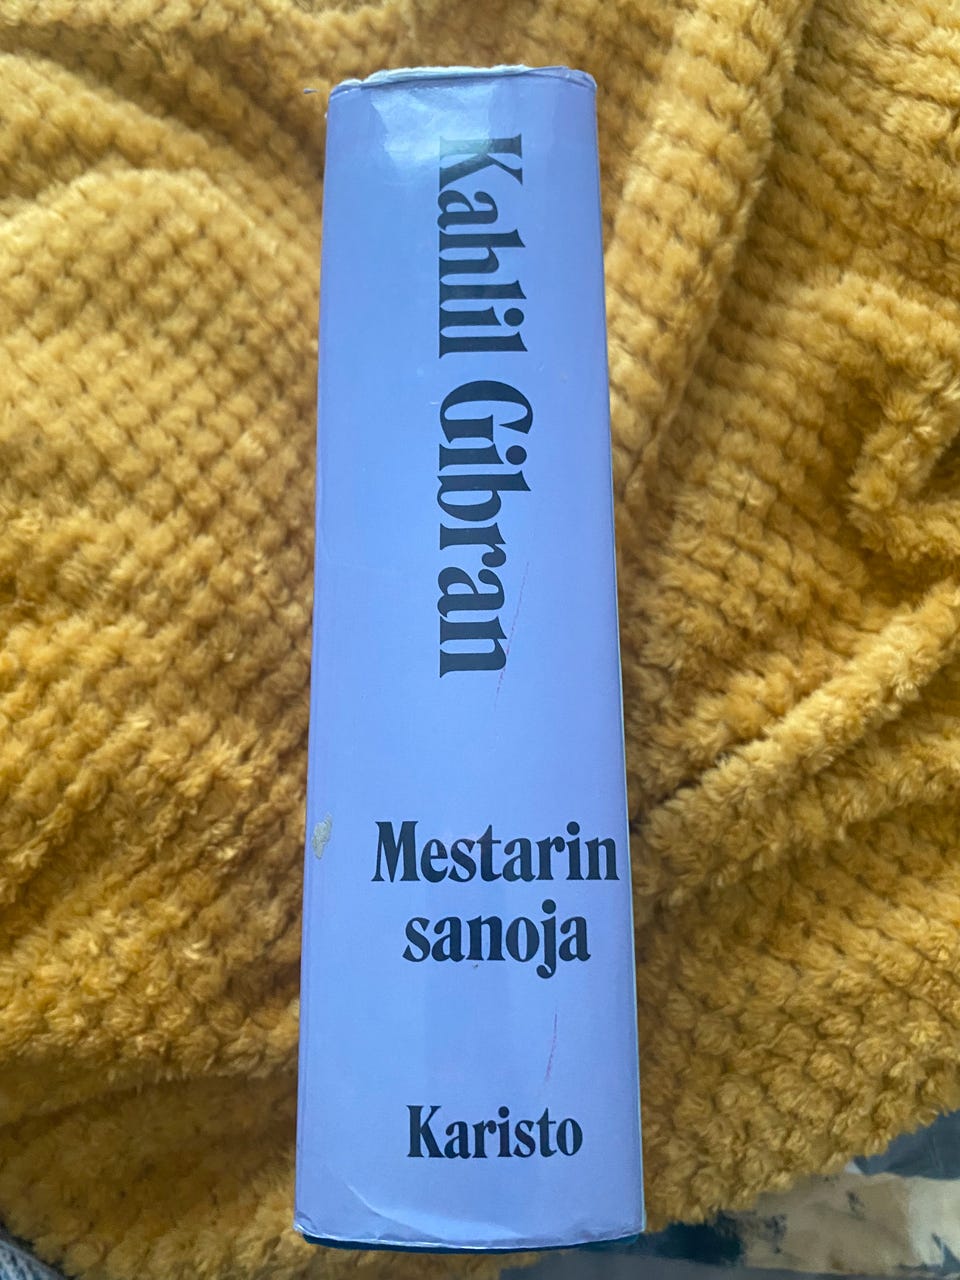 Kahlil Gibran
Mestarin
sanoja
Karisto